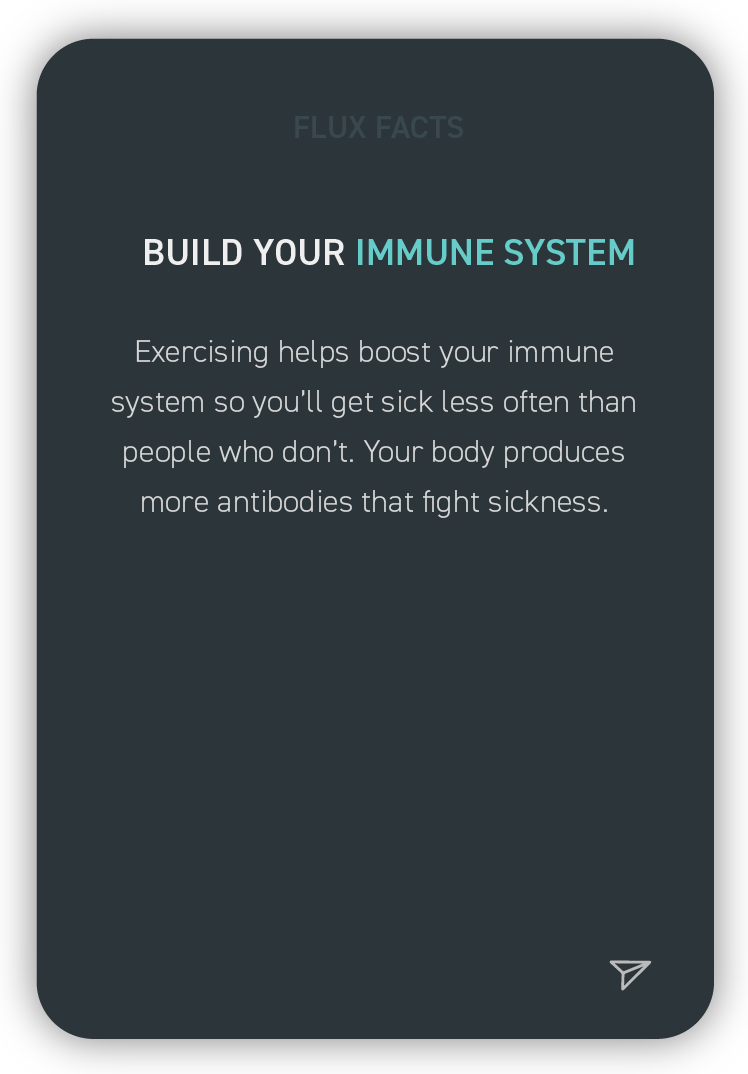 FLUX FACTS
BUILD YOUR IMMUNE SYSTEM
Exercising helps boost your immune
system so you’ll get sick less often than
people who don’t. Your body produces
more antibodies that fight sickness.